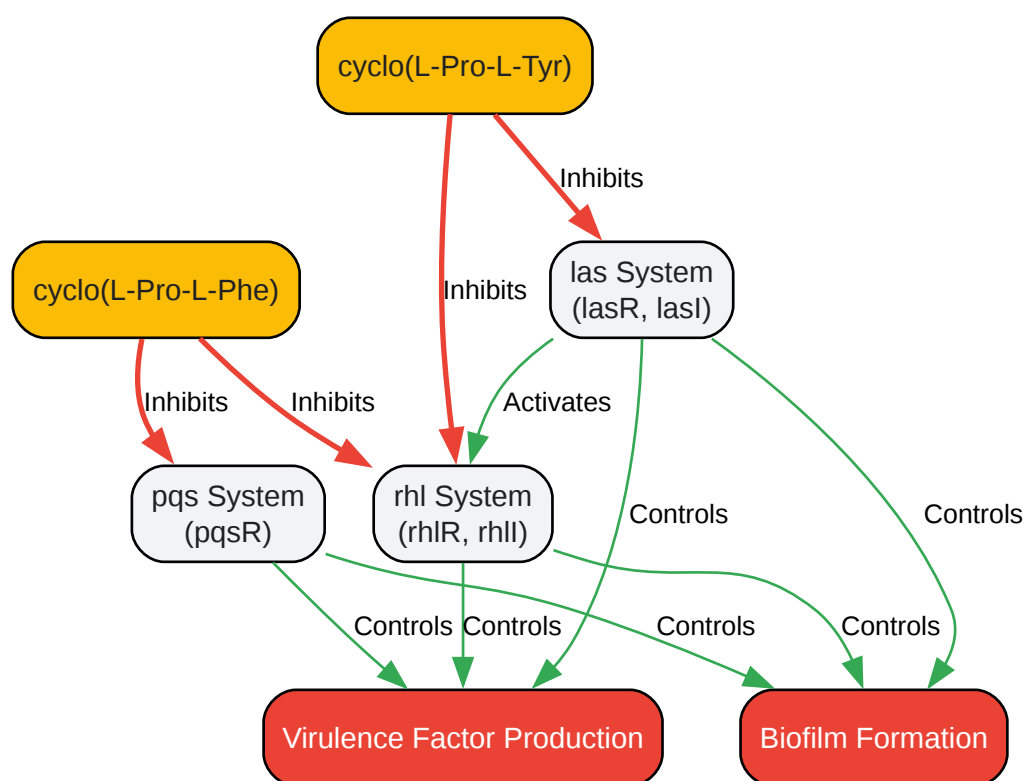 cyclo(L-Pro-L-Tyr)
Inhibits
cyclo(L-Pro-L-Phe)
Inhibits
las System
(lasR, lasI)
Inhibits
Inhibits
Activates
pqs System
(pqsR)
rhl System
(rhlR, rhlI)
Controls
Controls
Controls
Controls
Controls
Controls
Virulence Factor Production
Biofilm Formation